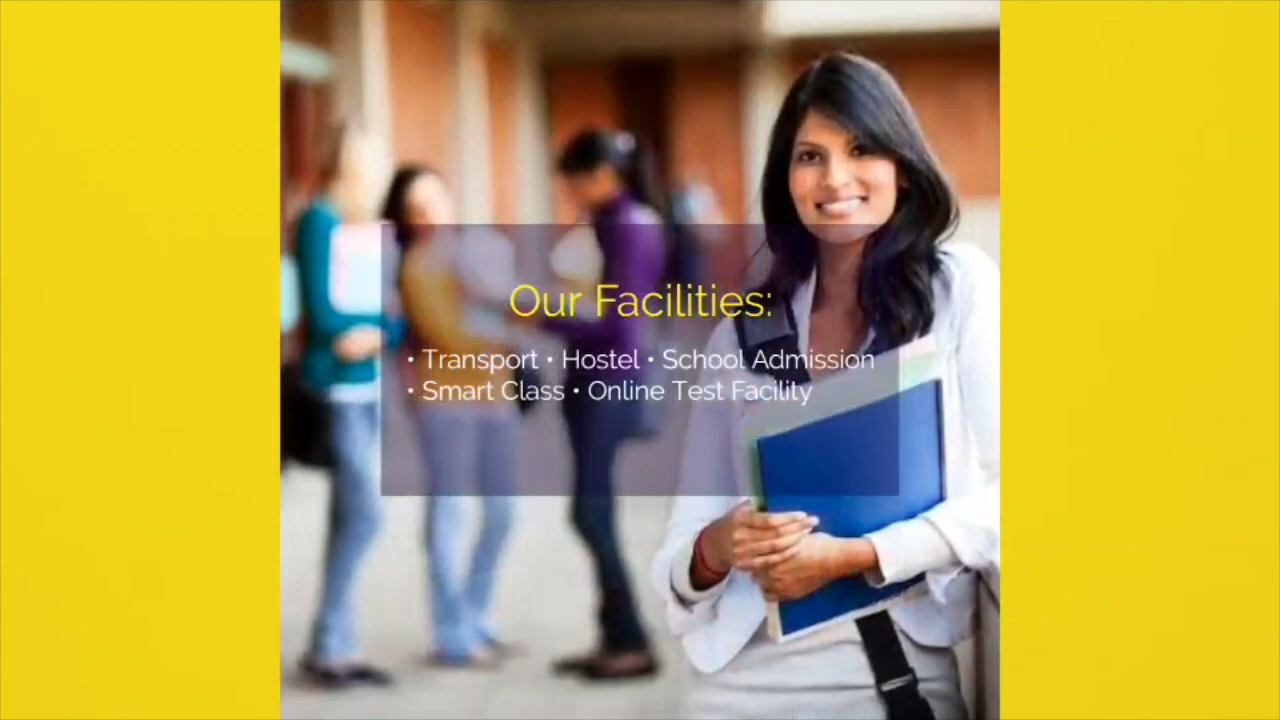 Our Facilities:
• Transport • Hostel • School Admission
• Smart Class • Online Test Facility